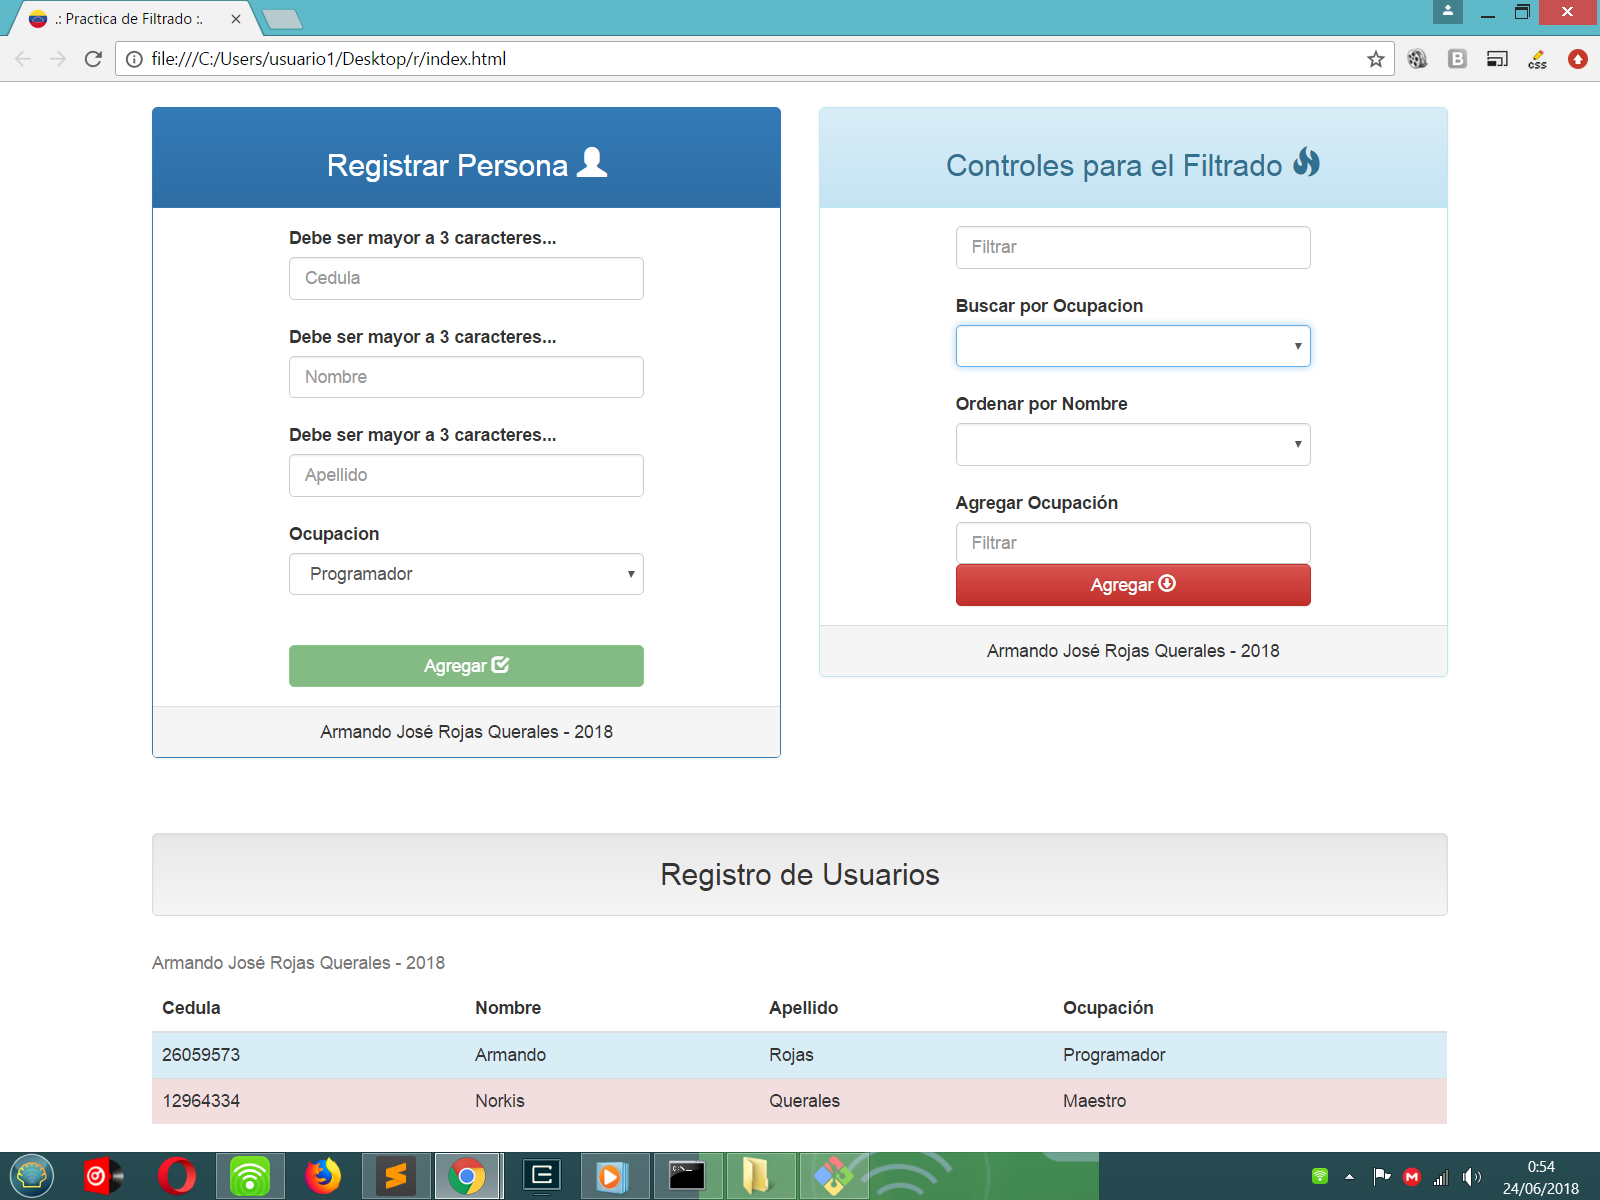 .: Practica de Filtrado :.
file:///C:/Users/usuario1/Desktop/r/index.html
B
css
Registrar Persona
Debe ser mayor a 3 caracteres...
Cedula
Debe ser mayor a 3 caracteres...
Nombre
Debe ser mayor a 3 caracteres...
Apellido
Ocupacion
Programador
Agregar
Armando José Rojas Querales - 2018
Controles para el Filtrado
Filtrar
Buscar por Ocupacion
Ordenar por Nombre
Agregar Ocupación
Filtrar
Agregar
Armando José Rojas Querales - 2018
Registro de Usuarios
Armando José Rojas Querales - 2018
Cedula Nombre Apellido Ocupación
26059573 Armando Rojas Programador
12964334 Norkis Querales Maestro
0:54
24/06/2018